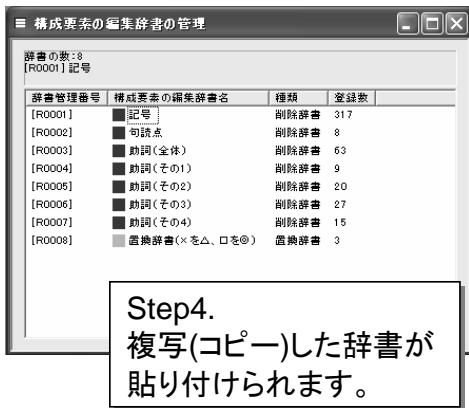 構成要素の編集辞書の管理
辞書の数:8
[R0001] 記号
辞書管理番号 構成要素の編集辞書名 種類 登録数
[R0001] 記号 削除辞書 317
[R0002] 句読点 削除辞書 8
[R0003] 助詞(全体) 削除辞書 63
[R0004] 助詞(その1) 削除辞書 9
[R0005] 助詞(その2) 削除辞書 20
[R0006] 助詞(その3) 削除辞書 27
[R0007] 助詞(その4) 削除辞書 15
[R0008] 置換辞書(×を△、口を◎) 置換辞書 3
Step4.
複写(コピー)した辞書が
貼り付けられます。